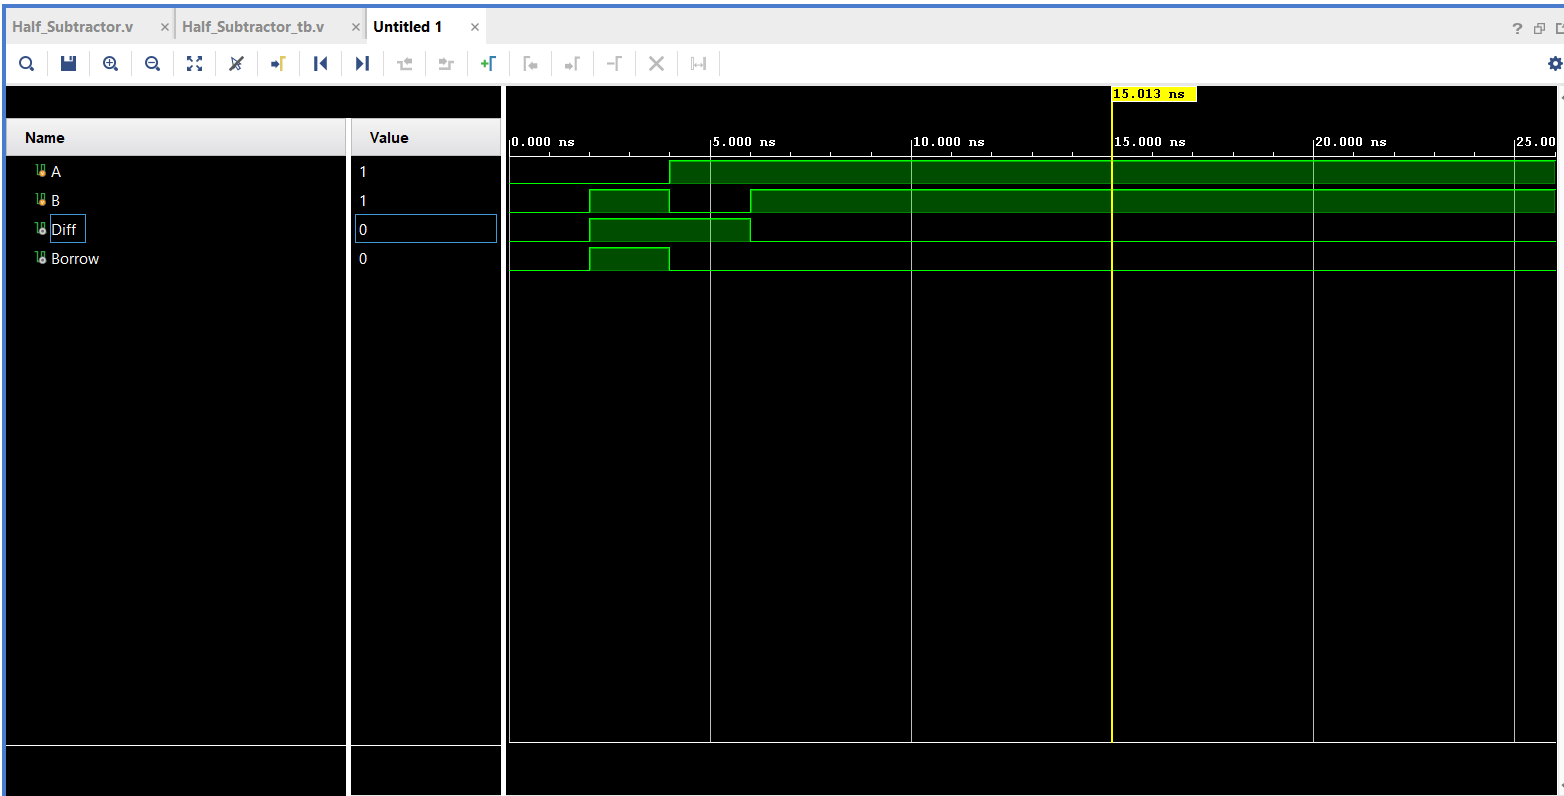 Half_Subtractor.v × Half_Subtractor_tb.v × Untitled 1 × ?
15.013 ns
Name Value
0.000 ns 5.000 ns 10.000 ns 15.000 ns 20.000 ns 25.00
A 1
B 1
Diff 0
Borrow 0